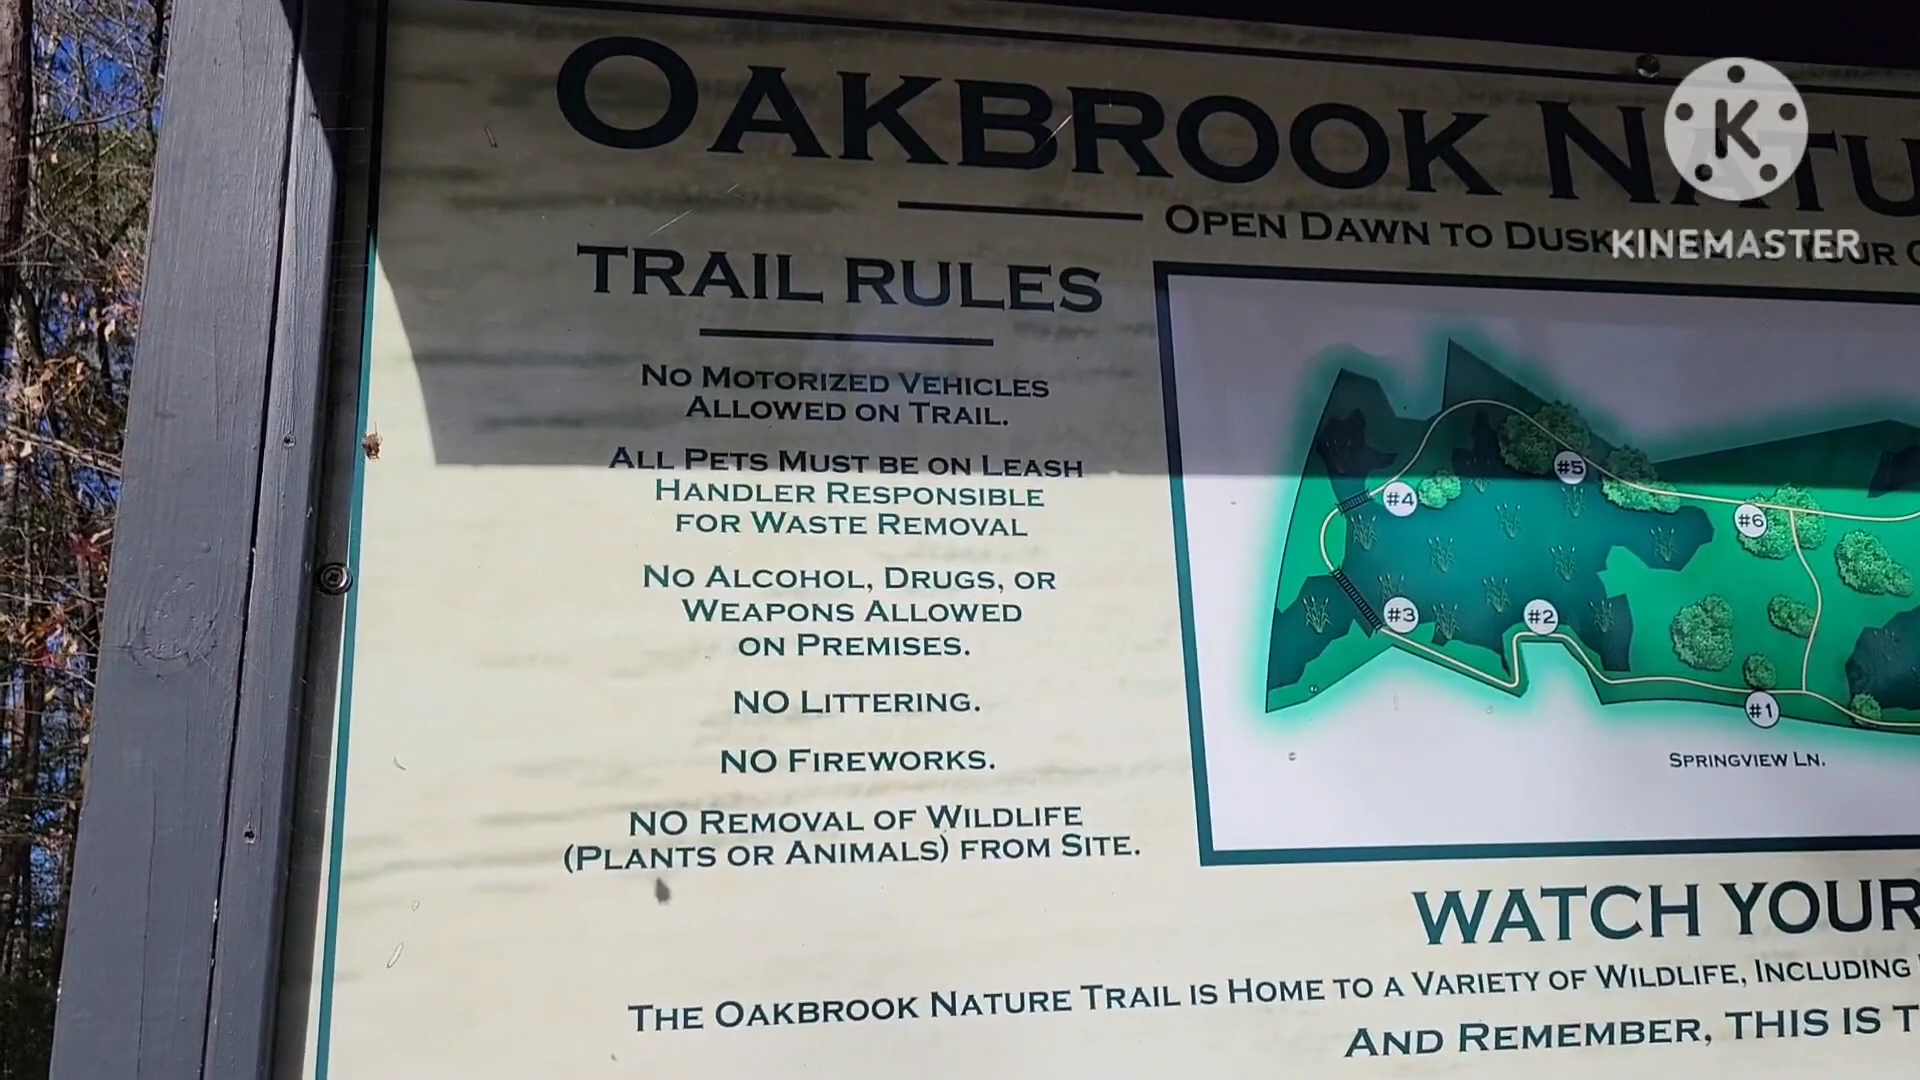 OAKBROOK
OPEN DAWN TO DUSK
TRAIL RULES
NO MOTORIZED VEHICLES
ALLOWED ON TRAIL.
ALL PETS MUST BE ON LEASH
HANDLER RESPONSIBLE
FOR WASTE REMOVAL
NO ALCOHOL, DRUGS, OR
WEAPONS ALLOWED
ON PREMISES.
NO LITTERING.
NO FIREWORKS.
NO REMOVAL OF WILDLIFE
(PLANTS OR ANIMALS) FROM SITE.
#5
#4
#6
#3
#2
#1
SPRINGVIEW LN.
WATCH YOUR
THE OAKBROOK NATURE TRAIL IS HOME TO A VARIETY OF WILDLIFE, INCLUDING
AND REMEMBER, THIS IS
K
KINEMASTER